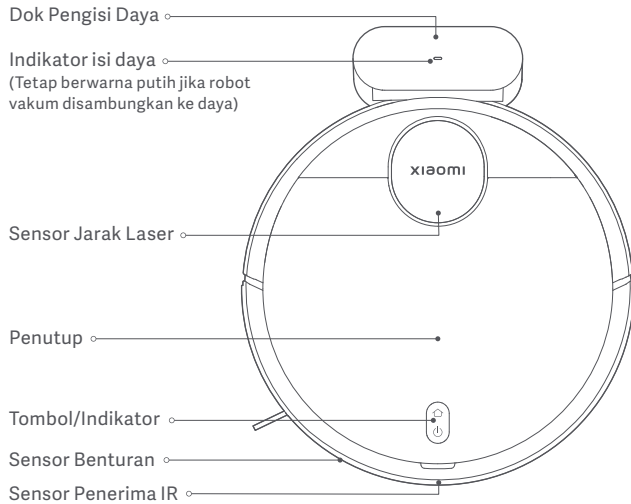 Dok Pengisi Daya
Indikator isi daya
(Tetap berwarna putih jika robot
vakum disambungkan ke daya)
xiaomi
Sensor Jarak Laser
Penutup
Tombol/Indikator
Sensor Benturan
Sensor Penerima IR